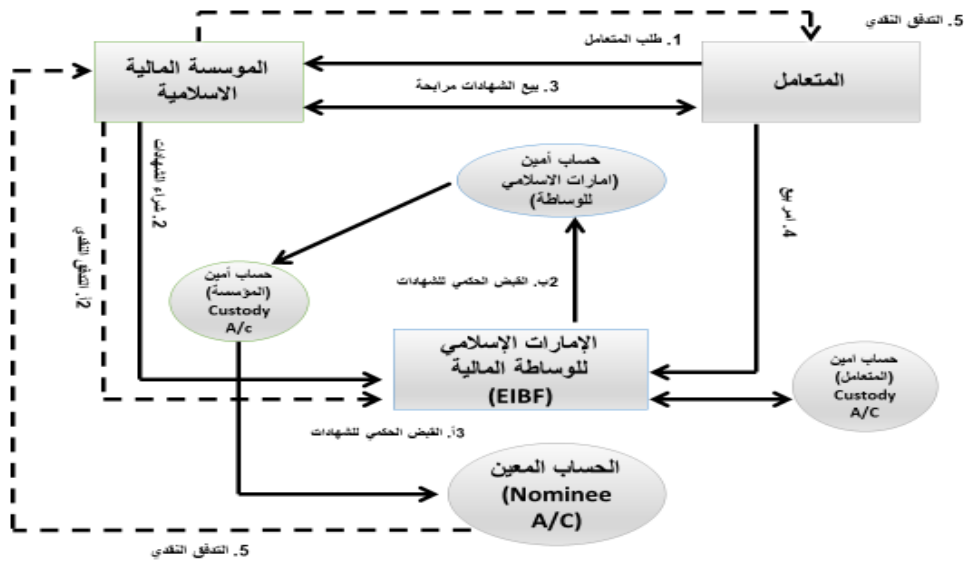 5. التدفق النقدي
1. طلب المتعامل
المؤسسة المالية
الاسلامية
المتعامل
3. بيع الشهادات مرابحة
حساب أمين
(امارات الاسلامي
للوساطة)
2. شراء الشهادات
4. امر بيع
2أ. التدفق النقدي
حساب أمين
(المؤسسة)
Custody
A/c
2ب. القبض الحكمي للشهادات
الإمارات الإسلامي
للوساطة المالية
(EIBF)
حساب امين
(المتعامل)
Custody
A/C
3أ. القبض الحكمي للشهادات
الحساب المعين
(Nominee
A/C)
5. التدفق النقدي